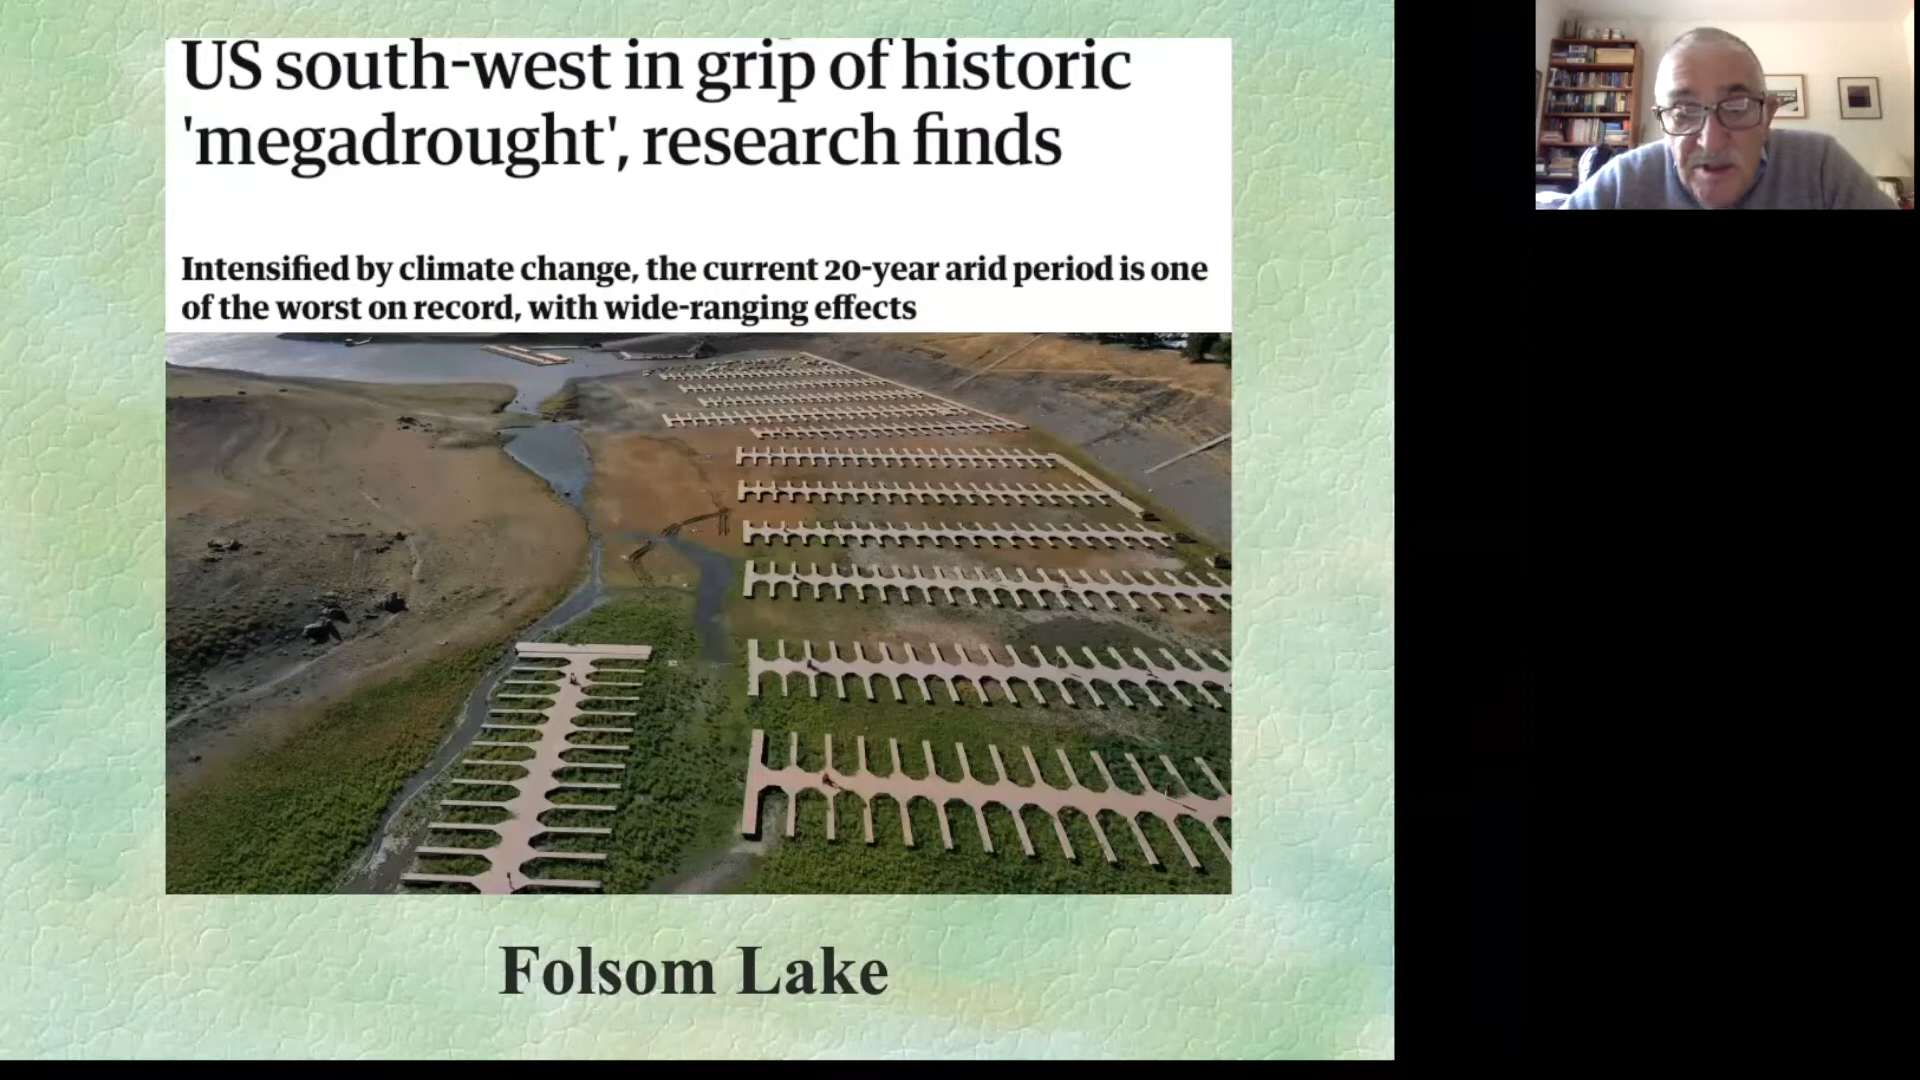 US south-west in grip of historic
'megadrought', research finds
Intensified by climate change, the current 20-year arid period is one
of the worst on record, with wide-ranging effects
Folsom Lake